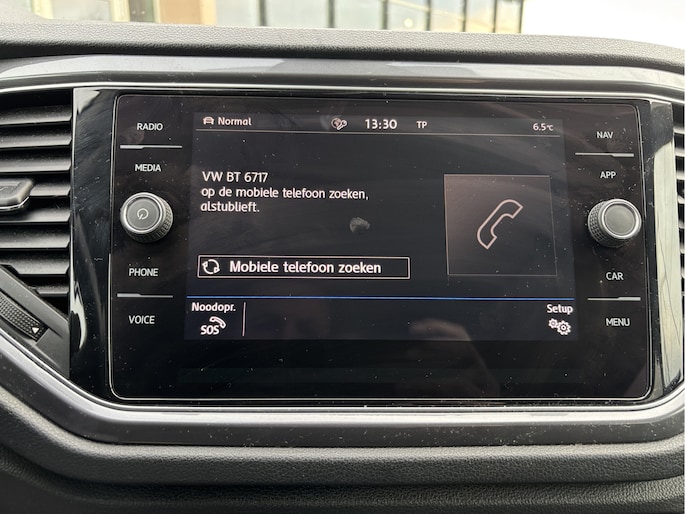 RADIO
MEDIA
PHONE
VOICE
Normal 13:30 TP 6.5°C
VW BT 6717
op de mobiele telefoon zoeken,
alstublieft.
Mobiele telefoon zoeken
Noodopr. Setup
SOS
NAV
APP
CAR
MENU